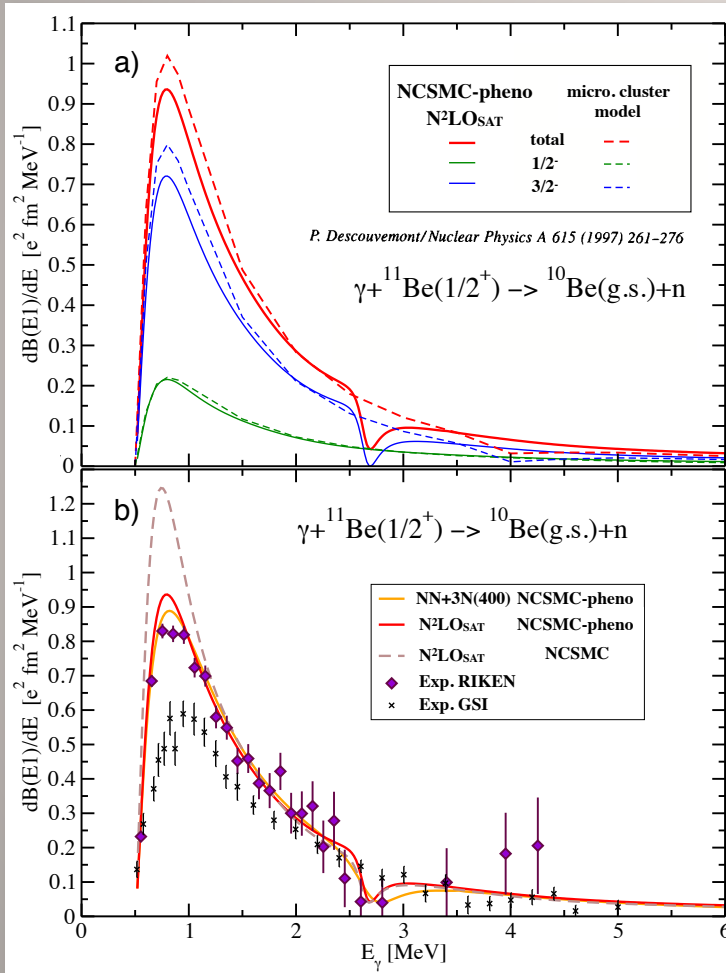 1.1
a)
1
0.9
0.8
0.7
0.6
0.5
0.4
0.3
0.2
0.1
0
dB(E1)/dE [e² fm² MeV⁻¹]
NCSMC-pheno micro. cluster
N²LOSAT model
total
1/2⁻
3/2⁻
P. Descouvemont/Nuclear Physics A 615 (1997) 261–276
γ+¹¹Be(1/2⁺) -> ¹⁰Be(g.s.)+n
b)
1.2
1.1
1
0.9
0.8
0.7
0.6
0.5
0.4
0.3
0.2
0.1
0
dB(E1)/dE [e² fm² MeV⁻¹]
γ+¹¹Be(1/2⁺) -> ¹⁰Be(g.s.)+n
NN+3N(400) NCSMC-pheno
N²LOSAT NCSMC-pheno
N²LOSAT NCSMC
Exp. RIKEN
Exp. GSI
0 1 2 3 4 5 6
Eγ [MeV]